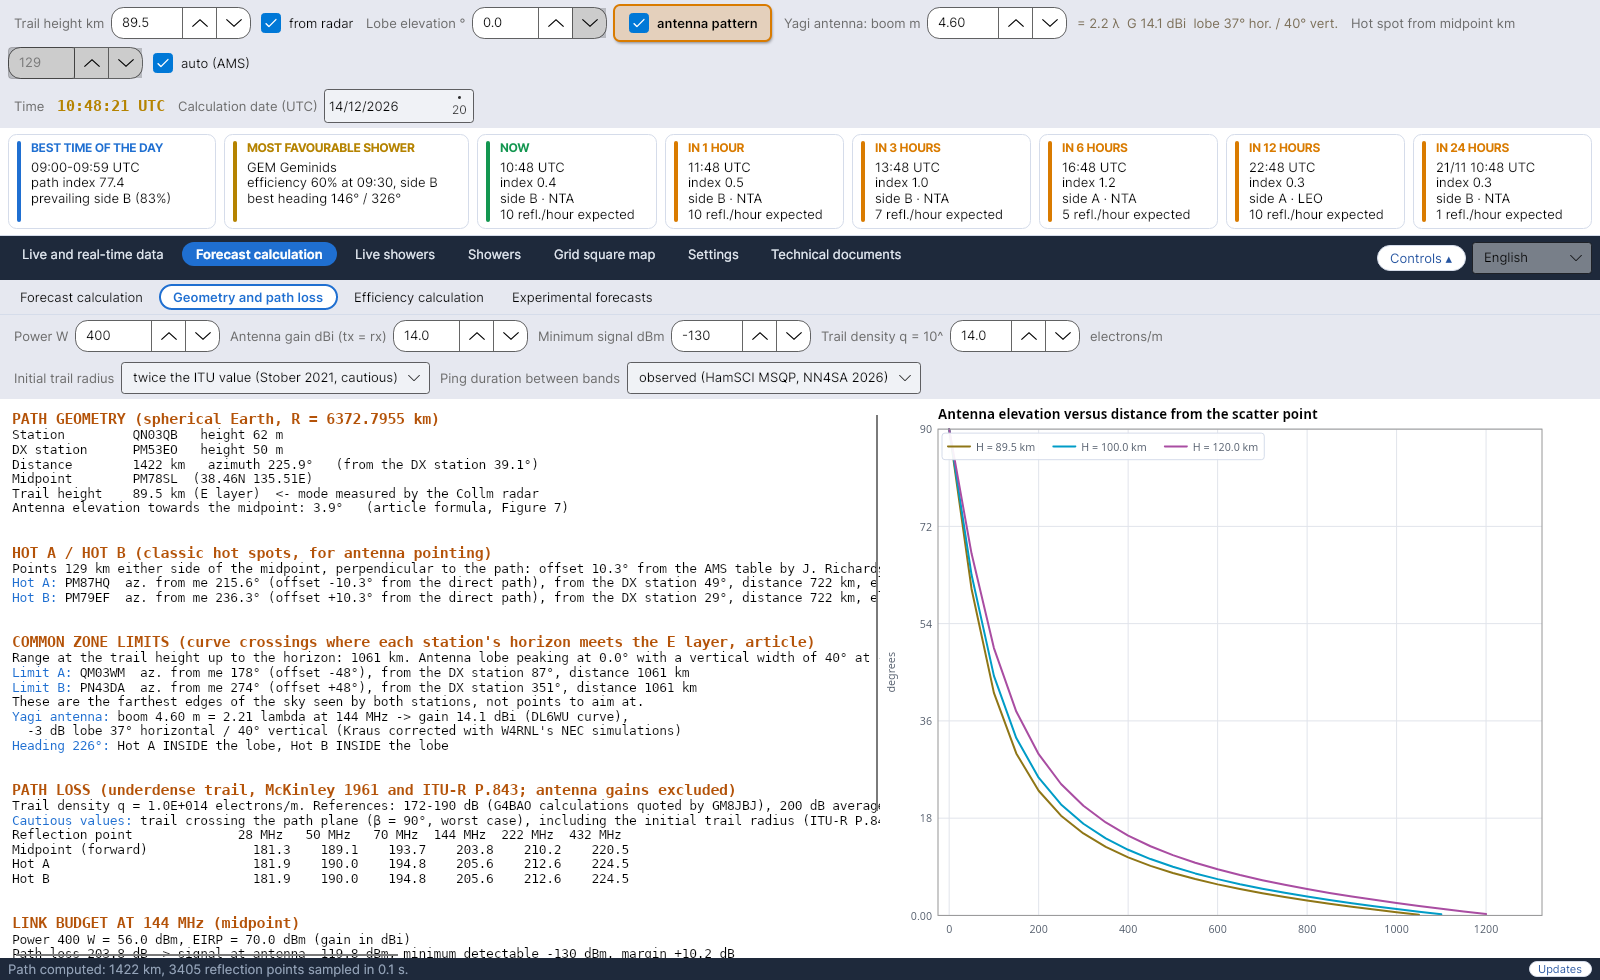 Trail height km 89.5 from radar Lobe elevation ° 0.0 antenna pattern Yagi antenna: boom m 4.60 = 2.2 λ G 14.1 dBi lobe 37° hor. / 40° vert. Hot spot from midpoint km
129 auto (AMS)
Time 10:48:21 UTC Calculation date (UTC) 14/12/2026 20
BEST TIME OF THE DAY
09:00-09:59 UTC
path index 77.4
prevailing side B (83%)
MOST FAVOURABLE SHOWER
GEM Geminids
efficiency 60% at 09:30, side B
best heading 146° / 326°
NOW
10:48 UTC
index 0.4
side B · NTA
10 refl./hour expected
IN 1 HOUR
11:48 UTC
index 0.5
side B · NTA
10 refl./hour expected
IN 3 HOURS
13:48 UTC
index 1.0
side B · NTA
7 refl./hour expected
IN 6 HOURS
16:48 UTC
index 1.2
side A · NTA
5 refl./hour expected
IN 12 HOURS
22:48 UTC
index 0.3
side A · LEO
10 refl./hour expected
IN 24 HOURS
21/11 10:48 UTC
index 0.3
side B · NTA
1 refl./hour expected
Live and real-time data Forecast calculation Live showers Showers Grid square map Settings Technical documents Controls ▴ English
Forecast calculation Geometry and path loss Efficiency calculation Experimental forecasts
Power W 400 Antenna gain dBi (tx = rx) 14.0 Minimum signal dBm -130 Trail density q = 10^ 14.0 electrons/m
Initial trail radius twice the ITU value (Stober 2021, cautious) Ping duration between bands observed (HamSCI MSQP, NN4SA 2026)
PATH GEOMETRY (spherical Earth, R = 6372.7955 km)
Station QN03QB height 62 m
DX station PM53EO height 50 m
Distance 1422 km azimuth 225.9° (from the DX station 39.1°)
Midpoint PM78SL (38.46N 135.51E)
Trail height 89.5 km (E layer) <- mode measured by the Collm radar
Antenna elevation towards the midpoint: 3.9° (article formula, Figure 7)
HOT A / HOT B (classic hot spots, for antenna pointing)
Points 129 km either side of the midpoint, perpendicular to the path: offset 10.3° from the AMS table by J. Richards
Hot A: PM87HQ az. from me 215.6° (offset -10.3° from the direct path), from the DX station 49°, distance 722 km, e
Hot B: PM79EF az. from me 236.3° (offset +10.3° from the direct path), from the DX station 29°, distance 722 km, e
COMMON ZONE LIMITS (curve crossings where each station's horizon meets the E layer, article)
Range at the trail height up to the horizon: 1061 km. Antenna lobe peaking at 0.0° with a vertical width of 40° at
Limit A: QM03WM az. from me 178° (offset -48°), from the DX station 87°, distance 1061 km
Limit B: PN43DA az. from me 274° (offset +48°), from the DX station 351°, distance 1061 km
These are the farthest edges of the sky seen by both stations, not points to aim at.
Yagi antenna: boom 4.60 m = 2.21 lambda at 144 MHz -> gain 14.1 dBi (DL6WU curve),
-3 dB lobe 37° horizontal / 40° vertical (Kraus corrected with W4RNL's NEC simulations)
Heading 226°: Hot A INSIDE the lobe, Hot B INSIDE the lobe
PATH LOSS (underdense trail, McKinley 1961 and ITU-R P.843; antenna gains excluded)
Trail density q = 1.0E+014 electrons/m. References: 172-190 dB (G4BAO calculations quoted by GM8JBJ), 200 dB average
Cautious values: trail crossing the path plane (β = 90°, worst case), including the initial trail radius (ITU-R P.84
Reflection point 28 MHz 50 MHz 70 MHz 144 MHz 222 MHz 432 MHz
Midpoint (forward) 181.3 189.1 193.7 203.8 210.2 220.5
Hot A 181.9 190.0 194.8 205.6 212.6 224.5
Hot B 181.9 190.0 194.8 205.6 212.6 224.5
LINK BUDGET AT 144 MHz (midpoint)
Power 400 W = 56.0 dBm, EIRP = 70.0 dBm (gain in dBi)
Path loss 203.8 dB -> signal at antenna -119.8 dBm, minimum detectable -130 dBm, margin +10.2 dB
Antenna elevation versus distance from the scatter point
H = 89.5 km H = 100.0 km H = 120.0 km
90
72
54
36
18
0.00
degrees
0 200 400 600 800 1000 1200
Path computed: 1422 km, 3405 reflection points sampled in 0.1 s. Updates